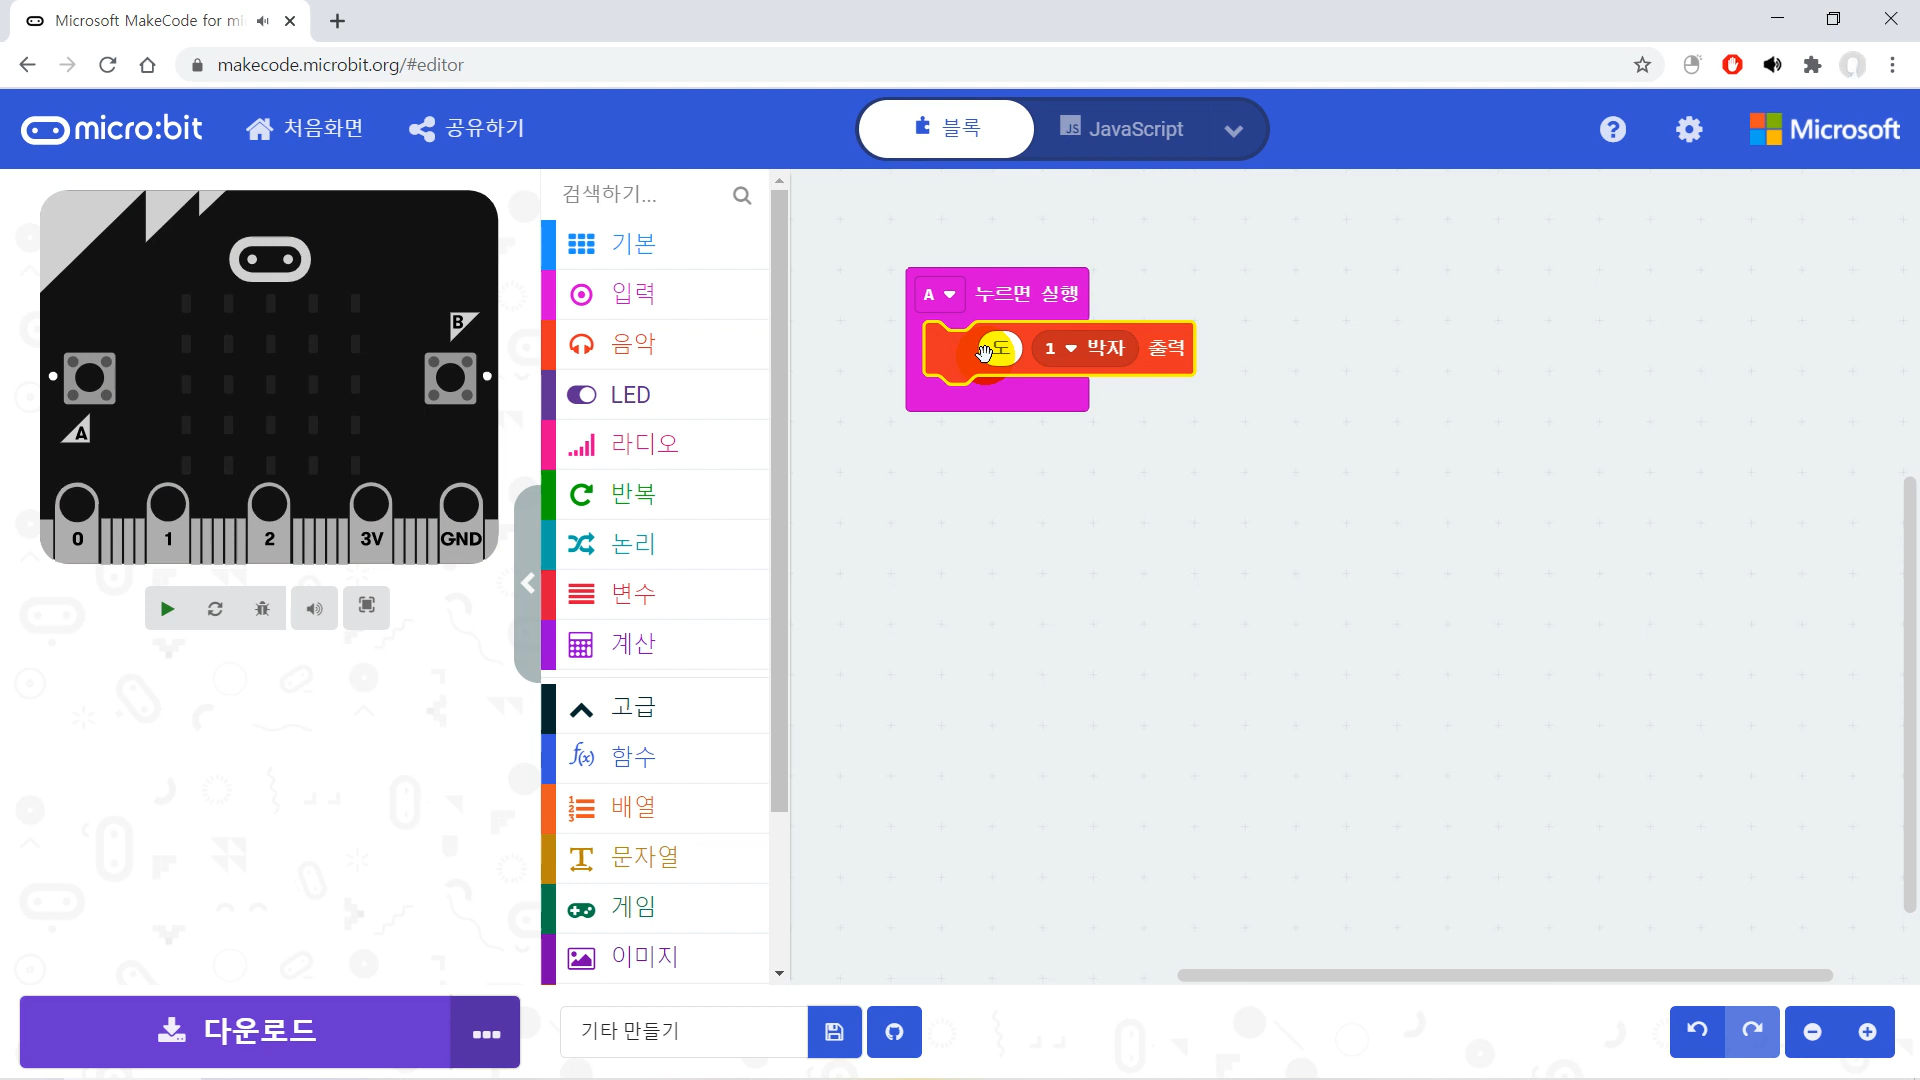 Microsoft MakeCode for mi
makecode.microbit.org/#editor
micro:bit
처음화면
공유하기
블록
JS JavaScript
Microsoft
검색하기...
기본
입력
음악
LED
라디오
반복
논리
변수
계산
고급
f(x) 함수
배열
문자열
게임
이미지
A 누르면 실행
도 1 박자 출력
B
A
0 1 2 3V GND
다운로드
기타 만들기